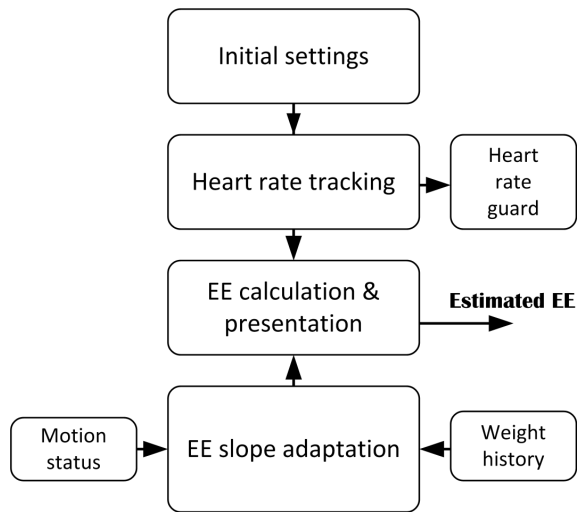 Initial settings
Heart rate tracking
Heart
rate
guard
EE calculation &
presentation
Estimated EE
Motion
status
EE slope adaptation
Weight
history